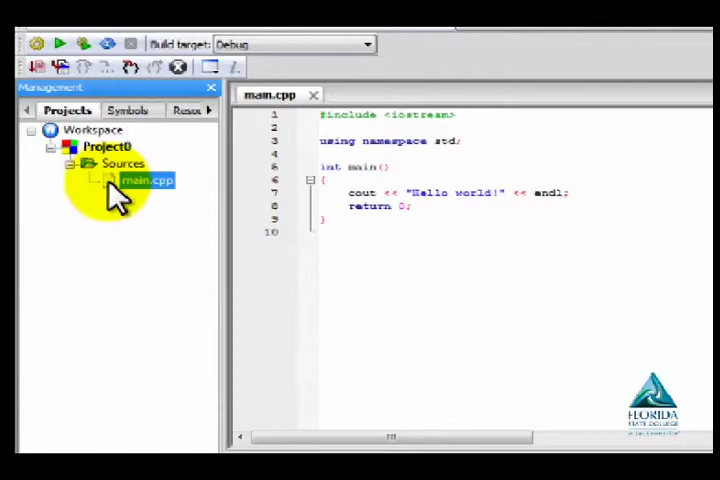 Build target: Debug
Management
Projects Symbols
main.cpp
Workspace
Project0
Sources
main.cpp
1 #include <iostream>
2
3 using namespace std;
4
5 int main()
6 {
7 cout << "Hello world!" << endl;
8 return 0;
9 }
10
FLORIDA
STATE COLLEGE